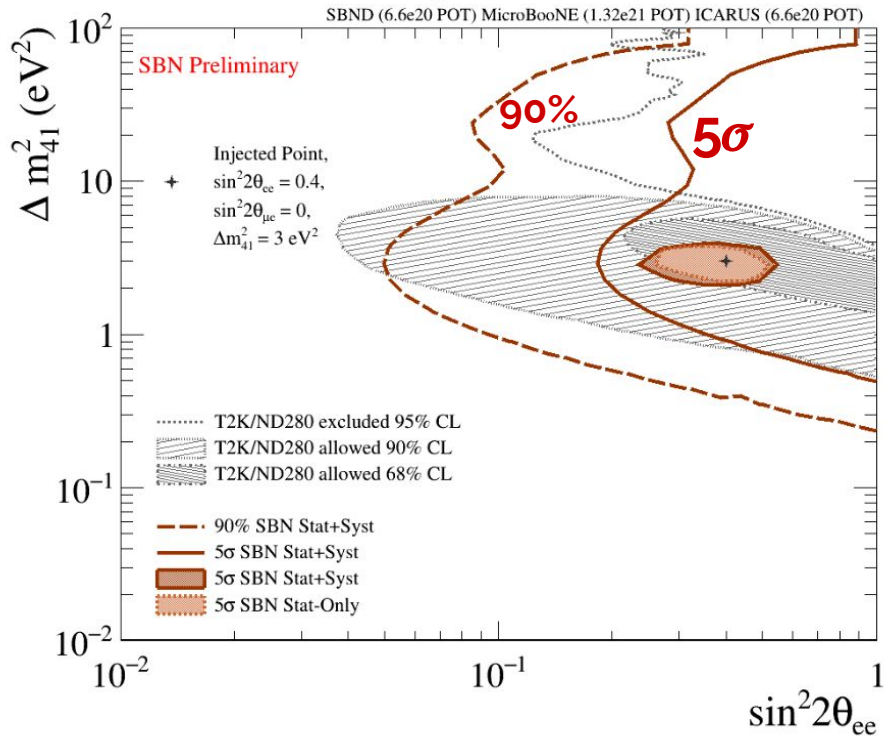 SBND (6.6e20 POT) MicroBooNE (1.32e21 POT) ICARUS (6.6e20 POT)
Δ m²₄₁ (eV²)
10²
10
1
10⁻¹
10⁻²
SBN Preliminary
90%
5σ
Injected Point,
sin²2θee = 0.4,
sin²2θμe = 0,
Δm²₄₁ = 3 eV²
T2K/ND280 excluded 95% CL
T2K/ND280 allowed 90% CL
T2K/ND280 allowed 68% CL
90% SBN Stat+Syst
5σ SBN Stat+Syst
5σ SBN Stat+Syst
5σ SBN Stat-Only
10⁻² 10⁻¹ 1
sin²2θee